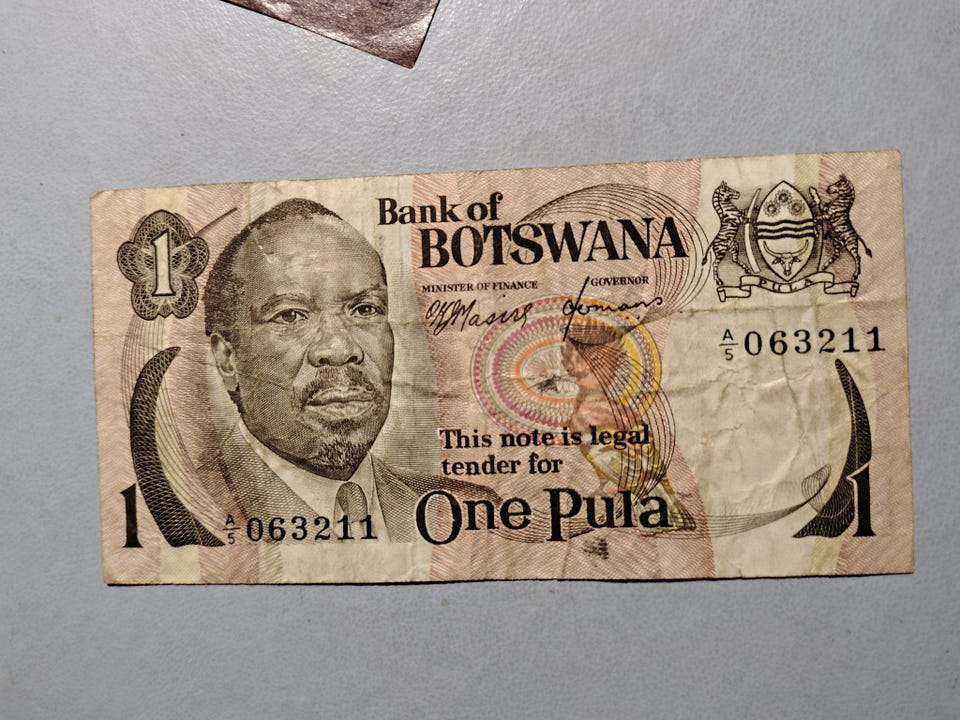 1
Bank of
BOTSWANA
MINISTER OF FINANCE
GOVERNOR
PULA
A/5 063211
This note is legal
tender for
One Pula
1
A/5 063211
1